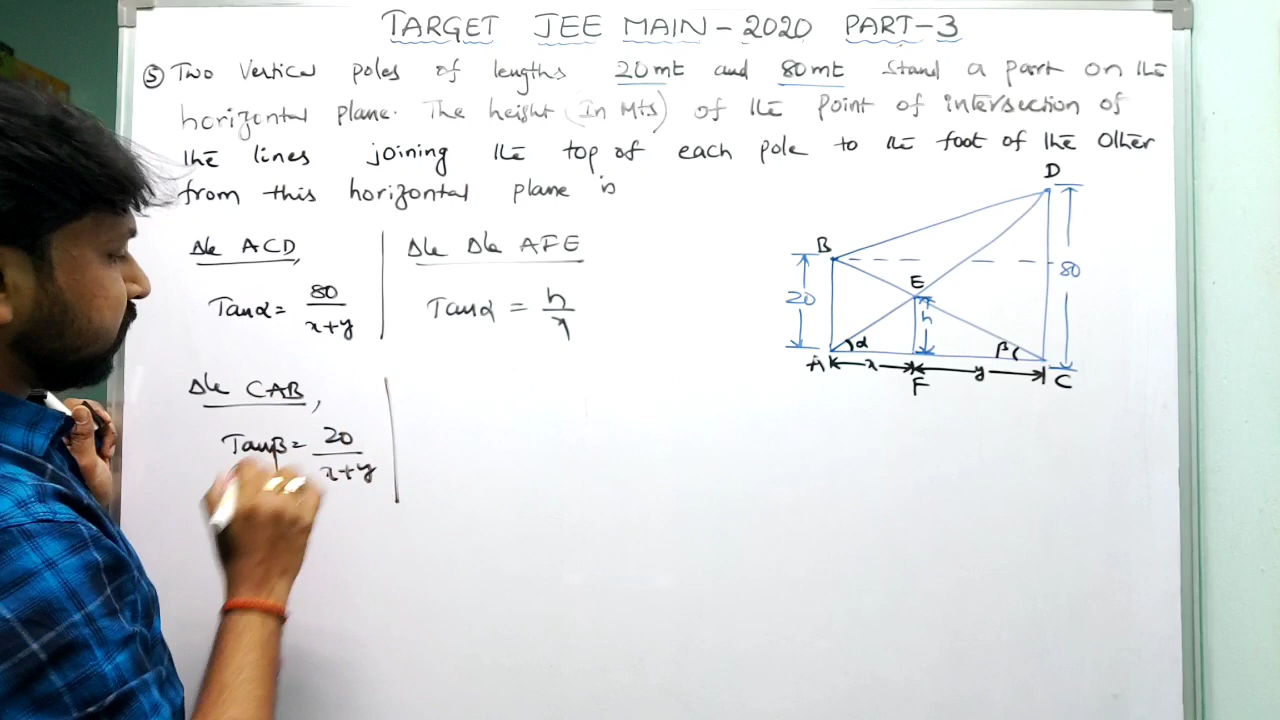 TARGET JEE MAIN - 2020 PART-3
⑤ Two Vertical poles of lengths 20mt and 80mt Stand a part on the
horizontal plane. The height (In Mts) of the point of intersection of
the lines joining the top of each pole to the foot of the Other
from this horizontal plane is
Δle ACD,
Tanα = 80/(x+y)
Δle Δle AFE
Tanα = h/x
Δle CAB,
Tanβ = 20/(x+y)
D
B
E
20
h
80
α
β
A
x
F
y
C